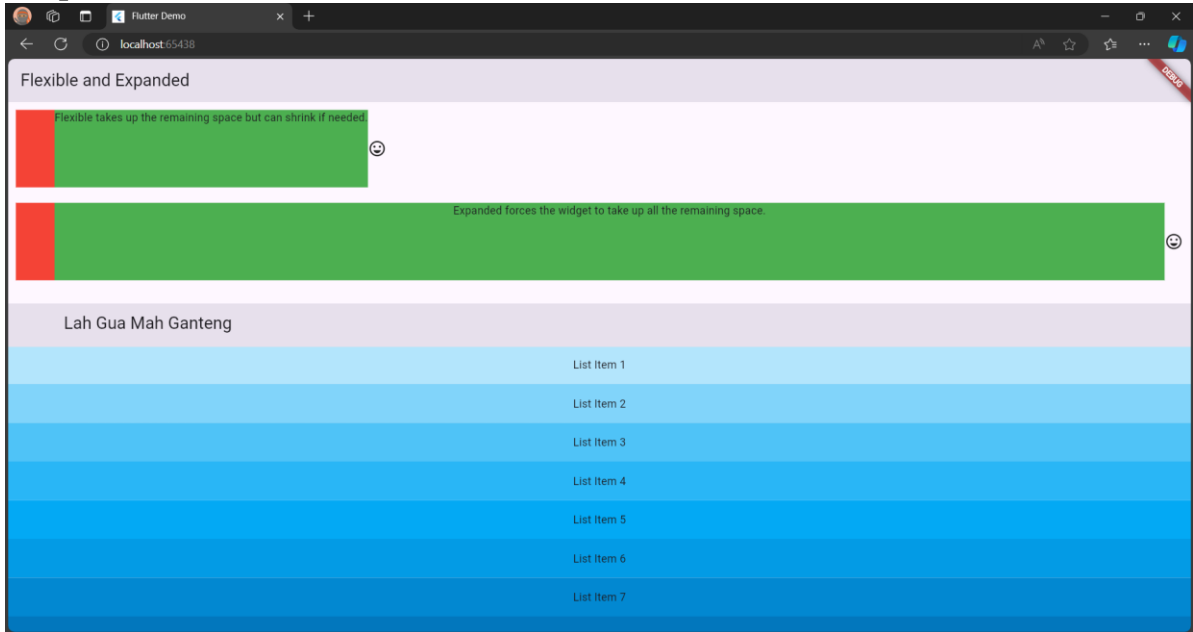 Flutter Demo
localhost:65438
Flexible and Expanded
DEBUG
Flexible takes up the remaining space but can shrink if needed.
Expanded forces the widget to take up all the remaining space.
Lah Gua Mah Ganteng
List Item 1
List Item 2
List Item 3
List Item 4
List Item 5
List Item 6
List Item 7